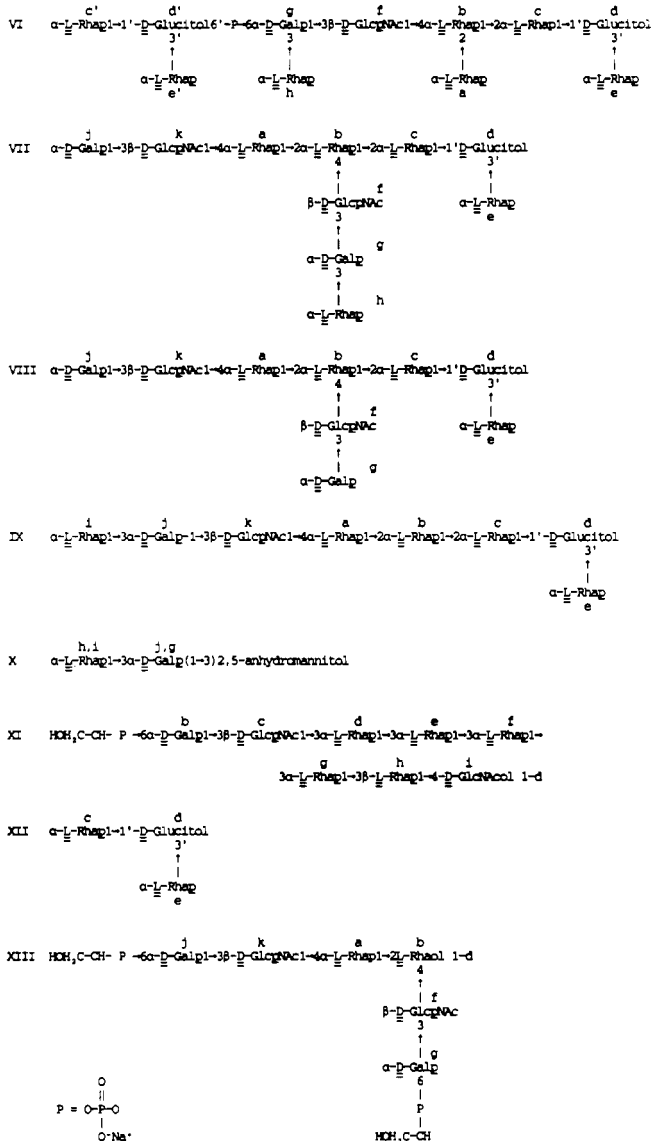 c' d' g f b c d
VI α-L-Rhap1→1'-D-Glucitol6'-P→6α-D-Galp1→3β-D-GlcpNAc1→4α-L-Rhap1→2α-L-Rhap1→1'-D-Glucitol
3' 3 2 3'
↑ ↑ ↑ ↑
| | | |
α-L-Rhap α-L-Rhap α-L-Rhap α-L-Rhap
e' h a e
j k a b c d
VII α-D-Galp1→3β-D-GlcpNAc1→4α-L-Rhap1→2α-L-Rhap1→2α-L-Rhap1→1'D-Glucitol
4 3'
↑ ↑
| f |
β-D-GlcpNAc α-L-Rhap
3 e
↑
| g
α-D-Galp
3
↑
| h
α-L-Rhap
j k a b c d
VIII α-D-Galp1→3β-D-GlcpNAc1→4α-L-Rhap1→2α-L-Rhap1→2α-L-Rhap1→1'D-Glucitol
4 3'
↑ ↑
| f |
β-D-GlcpNAc α-L-Rhap
3 e
↑
| g
α-D-Galp
i j k a b c d
IX α-L-Rhap1→3α-D-Galp-1→3β-D-GlcpNAc1→4α-L-Rhap1→2α-L-Rhap1→2α-L-Rhap1→1'-D-Glucitol
3'
↑
|
α-L-Rhap
e
h,i j,g
X α-L-Rhap1→3α-D-Galp(1→3)2,5-anhydromannitol
b c d e f
XI HOH₂C-CH- P →6α-D-Galp1→3β-D-GlcpNAc1→3α-L-Rhap1→3α-L-Rhap1→3α-L-Rhap1→
g h i
3α-L-Rhap1→3β-L-Rhap1→4-D-GlcNAcol 1-d
c d
XII α-L-Rhap1→1'-D-Glucitol
3'
↑
|
α-L-Rhap
e
j k a b
XIII HOH₂C-CH- P →6α-D-Galp1→3β-D-GlcpNAc1→4α-L-Rhap1→2L-Rhaol 1-d
4
↑
| f
β-D-GlcpNAc
3
↑
| g
α-D-Galp
6
|
P
|
HOH₂C-CH
O
‖
P = O-P-O
|
O⁻Na⁺